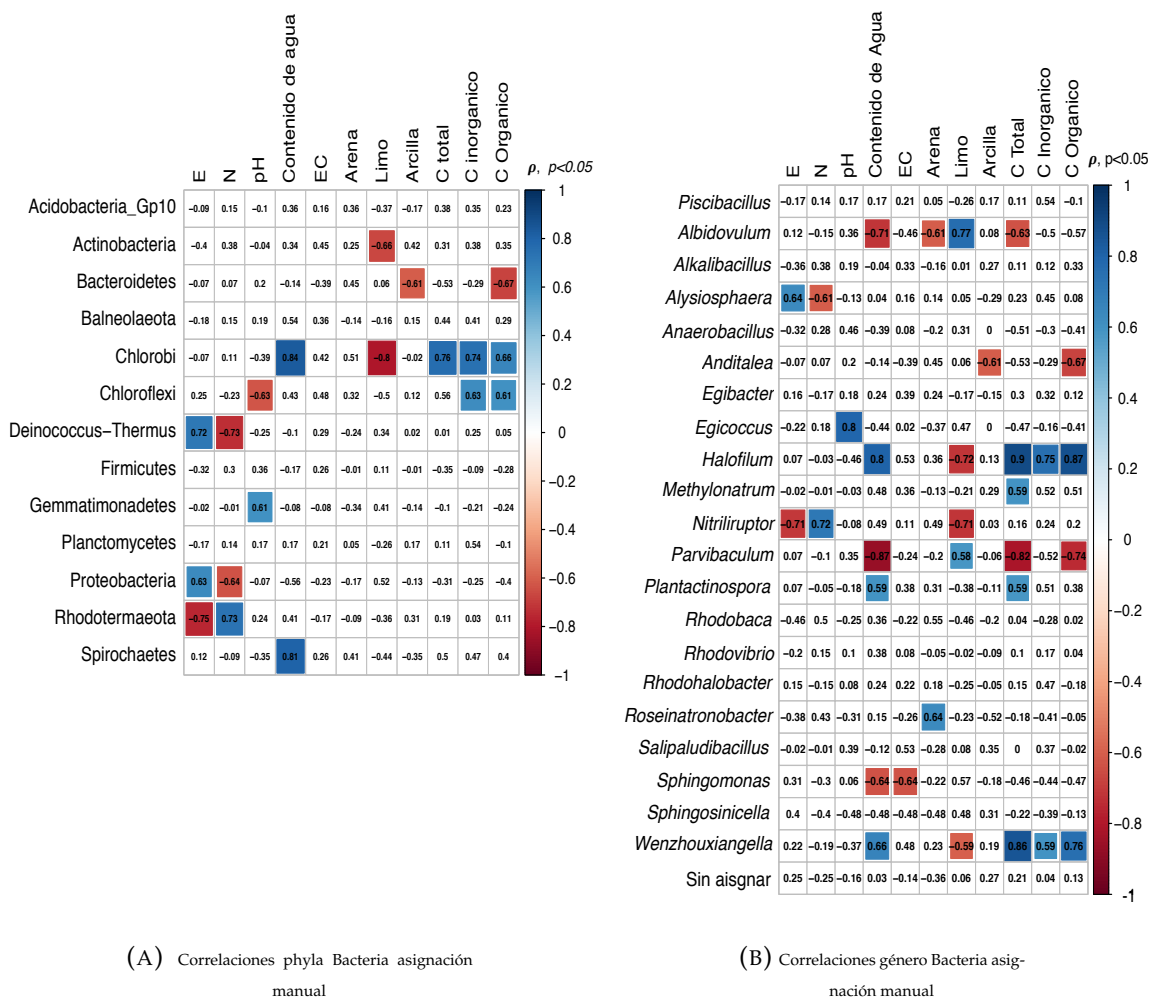 E N pH Contenido de agua EC Arena Limo Arcilla C total C inorganico C Organico
ρ, p<0.05
Acidobacteria_Gp10 −0.09 0.15 −0.1 0.36 0.16 0.36 −0.37 −0.17 0.38 0.35 0.23
Actinobacteria −0.4 0.38 −0.04 0.34 0.45 0.25 −0.66 0.42 0.31 0.38 0.35
Bacteroidetes −0.07 0.07 0.2 −0.14 −0.39 0.45 0.06 −0.61 −0.53 −0.29 −0.67
Balneolaeota −0.18 0.15 0.19 0.54 0.36 −0.14 −0.16 0.15 0.44 0.41 0.29
Chlorobi −0.07 0.11 −0.39 0.84 0.42 0.51 −0.8 −0.02 0.76 0.74 0.66
Chloroflexi 0.25 −0.23 −0.63 0.43 0.48 0.32 −0.5 0.12 0.56 0.63 0.61
Deinococcus−Thermus 0.72 −0.73 −0.25 −0.1 0.29 −0.24 0.34 0.02 0.01 0.25 0.05
Firmicutes −0.32 0.3 0.36 −0.17 0.26 −0.01 0.11 −0.01 −0.35 −0.09 −0.28
Gemmatimonadetes −0.02 −0.01 0.61 −0.08 −0.08 −0.34 0.41 −0.14 −0.1 −0.21 −0.24
Planctomycetes −0.17 0.14 0.17 0.17 0.21 0.05 −0.26 0.17 0.11 0.54 −0.1
Proteobacteria 0.63 −0.64 −0.07 −0.56 −0.23 −0.17 0.52 −0.13 −0.31 −0.25 −0.4
Rhodotermaeota −0.75 0.73 0.24 0.41 −0.17 −0.09 −0.36 0.31 0.19 0.03 0.11
Spirochaetes 0.12 −0.09 −0.35 0.81 0.26 0.41 −0.44 −0.35 0.5 0.47 0.4
1
0.8
0.6
0.4
0.2
0
−0.2
−0.4
−0.6
−0.8
−1
(A) Correlaciones phyla Bacteria asignación
manual
E N pH Contenido de Agua EC Arena Limo Arcilla C Total C Inorganico C Organico
ρ, p<0.05
Piscibacillus −0.17 0.14 0.17 0.17 0.21 0.05 −0.26 0.17 0.11 0.54 −0.1
Albidovulum 0.12 −0.15 0.36 −0.71 −0.46 −0.61 0.77 0.08 −0.63 −0.5 −0.57
Alkalibacillus −0.36 0.38 0.19 −0.04 0.33 −0.16 0.01 0.27 0.11 0.12 0.33
Alysiosphaera 0.64 −0.61 −0.13 0.04 0.16 0.14 0.05 −0.29 0.23 0.45 0.08
Anaerobacillus −0.32 0.28 0.46 −0.39 0.08 −0.2 0.31 0 −0.51 −0.3 −0.41
Anditalea −0.07 0.07 0.2 −0.14 −0.39 0.45 0.06 −0.61 −0.53 −0.29 −0.67
Egibacter 0.16 −0.17 0.18 0.24 0.39 0.24 −0.17 −0.15 0.3 0.32 0.12
Egicoccus −0.22 0.18 0.8 −0.44 0.02 −0.37 0.47 0 −0.31 −0.16 −0.41
Halofilum 0.07 −0.03 −0.46 0.8 0.53 0.36 −0.72 0.13 0.9 0.75 0.87
Methylonatrum −0.02 −0.01 −0.03 0.48 0.36 −0.13 −0.21 0.29 0.59 0.52 0.51
Nitriliruptor −0.71 0.72 −0.08 0.49 0.11 0.49 −0.71 0.03 0.16 0.24 0.2
Parvibaculum 0.07 −0.1 0.35 −0.87 −0.24 −0.2 0.58 −0.06 −0.82 −0.52 −0.74
Plantactinospora 0.07 −0.05 −0.18 0.59 0.38 0.31 −0.38 −0.11 0.59 0.51 0.38
Rhodobaca −0.46 0.5 −0.25 0.36 −0.22 0.55 −0.46 −0.2 0.04 −0.28 0.02
Rhodovibrio −0.2 0.15 0.1 0.38 0.08 −0.05 −0.02 −0.09 0.1 0.17 0.04
Rhodohalobacter 0.15 −0.15 0.08 0.24 0.22 0.18 −0.25 −0.05 0.15 0.47 −0.18
Roseinatronobacter −0.38 0.43 −0.31 0.15 −0.26 0.64 −0.23 −0.52 −0.18 −0.41 −0.05
Salipaludibacillus −0.02 −0.01 0.39 −0.12 0.53 −0.28 0.08 0.35 0 0.37 −0.02
Sphingomonas 0.31 −0.3 0.06 −0.64 −0.64 −0.22 0.57 −0.18 −0.46 −0.44 −0.47
Sphingosinicella 0.4 −0.4 −0.48 −0.48 −0.48 −0.48 0.48 0.31 −0.22 −0.39 −0.13
Wenzhouxiangella 0.22 −0.19 −0.37 0.66 0.48 0.23 −0.59 0.19 0.86 0.59 0.76
Sin aisgnar 0.25 −0.25 −0.16 0.03 −0.14 −0.36 0.06 0.27 0.21 0.04 0.13
1
0.8
0.6
0.4
0.2
0
−0.2
−0.4
−0.6
−0.8
-1
(B) Correlaciones género Bacteria asig-
nación manual